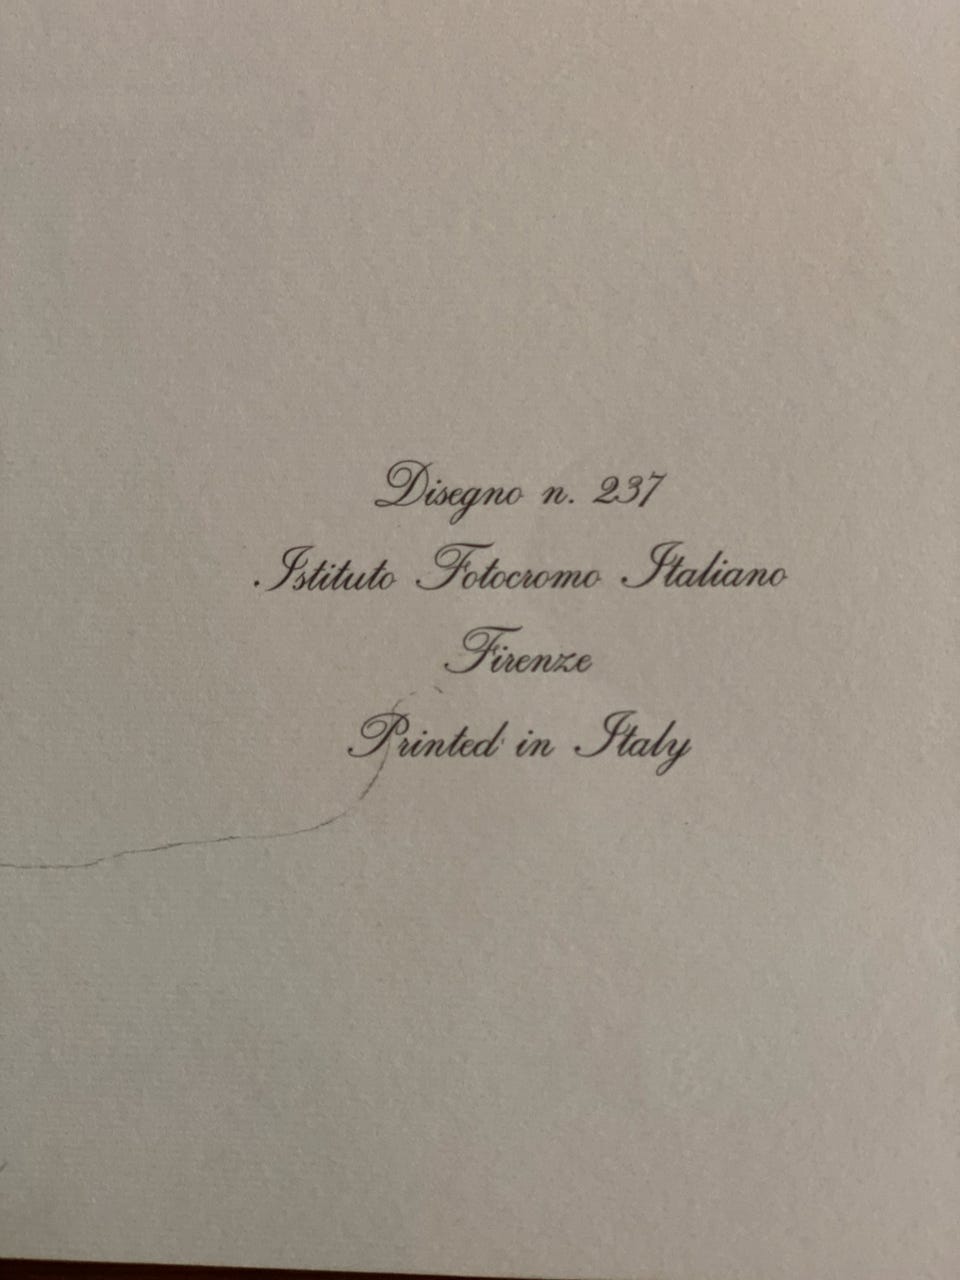 Disegno n. 237
Istituto Fotocromo Italiano
Firenze
Printed in Italy